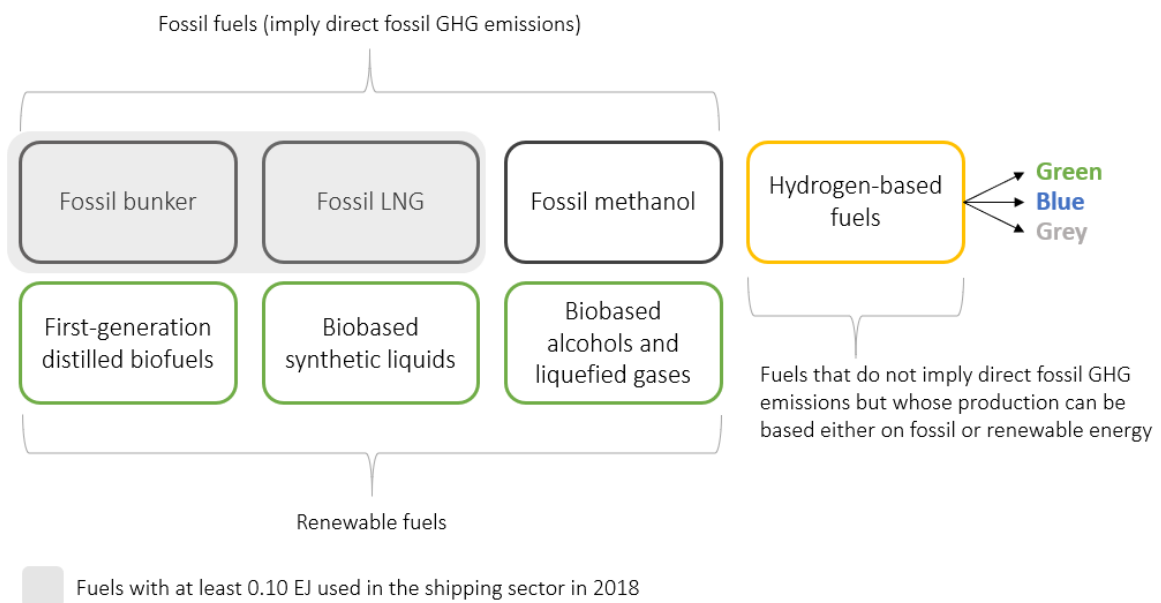 Fossil fuels (imply direct fossil GHG emissions)
Fossil bunker
Fossil LNG
Fossil methanol
Hydrogen-based
fuels
Green
Blue
Grey
First-generation
distilled biofuels
Biobased
synthetic liquids
Biobased
alcohols and
liquefied gases
Fuels that do not imply direct fossil GHG
emissions but whose production can be
based either on fossil or renewable energy
Renewable fuels
Fuels with at least 0.10 EJ used in the shipping sector in 2018